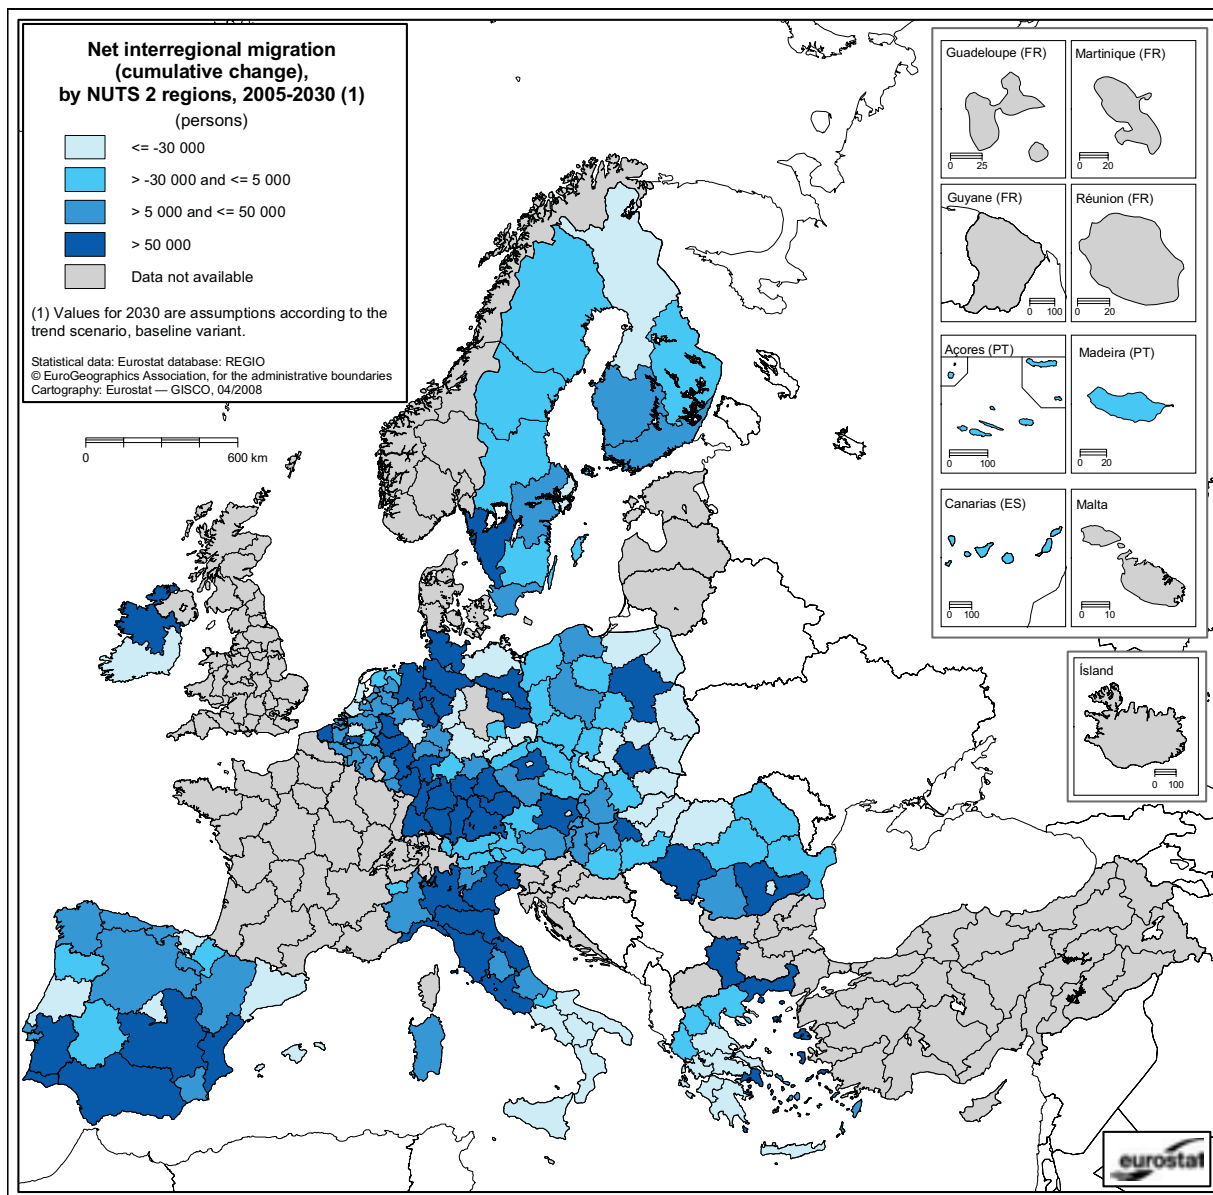 Net interregional migration
(cumulative change),
by NUTS 2 regions, 2005-2030 (1)
(persons)
<= -30 000
> -30 000 and <= 5 000
> 5 000 and <= 50 000
> 50 000
Data not available
(1) Values for 2030 are assumptions according to the
trend scenario, baseline variant.
Statistical data: Eurostat database: REGIO
© EuroGeographics Association, for the administrative boundaries
Cartography: Eurostat — GISCO, 04/2008
0 600 km
Guadeloupe (FR)
0 25
Martinique (FR)
0 20
Guyane (FR)
0 100
Réunion (FR)
0 20
Açores (PT)
0 100
Madeira (PT)
0 20
Canarias (ES)
0 100
Malta
0 10
Ísland
0 100
eurostat